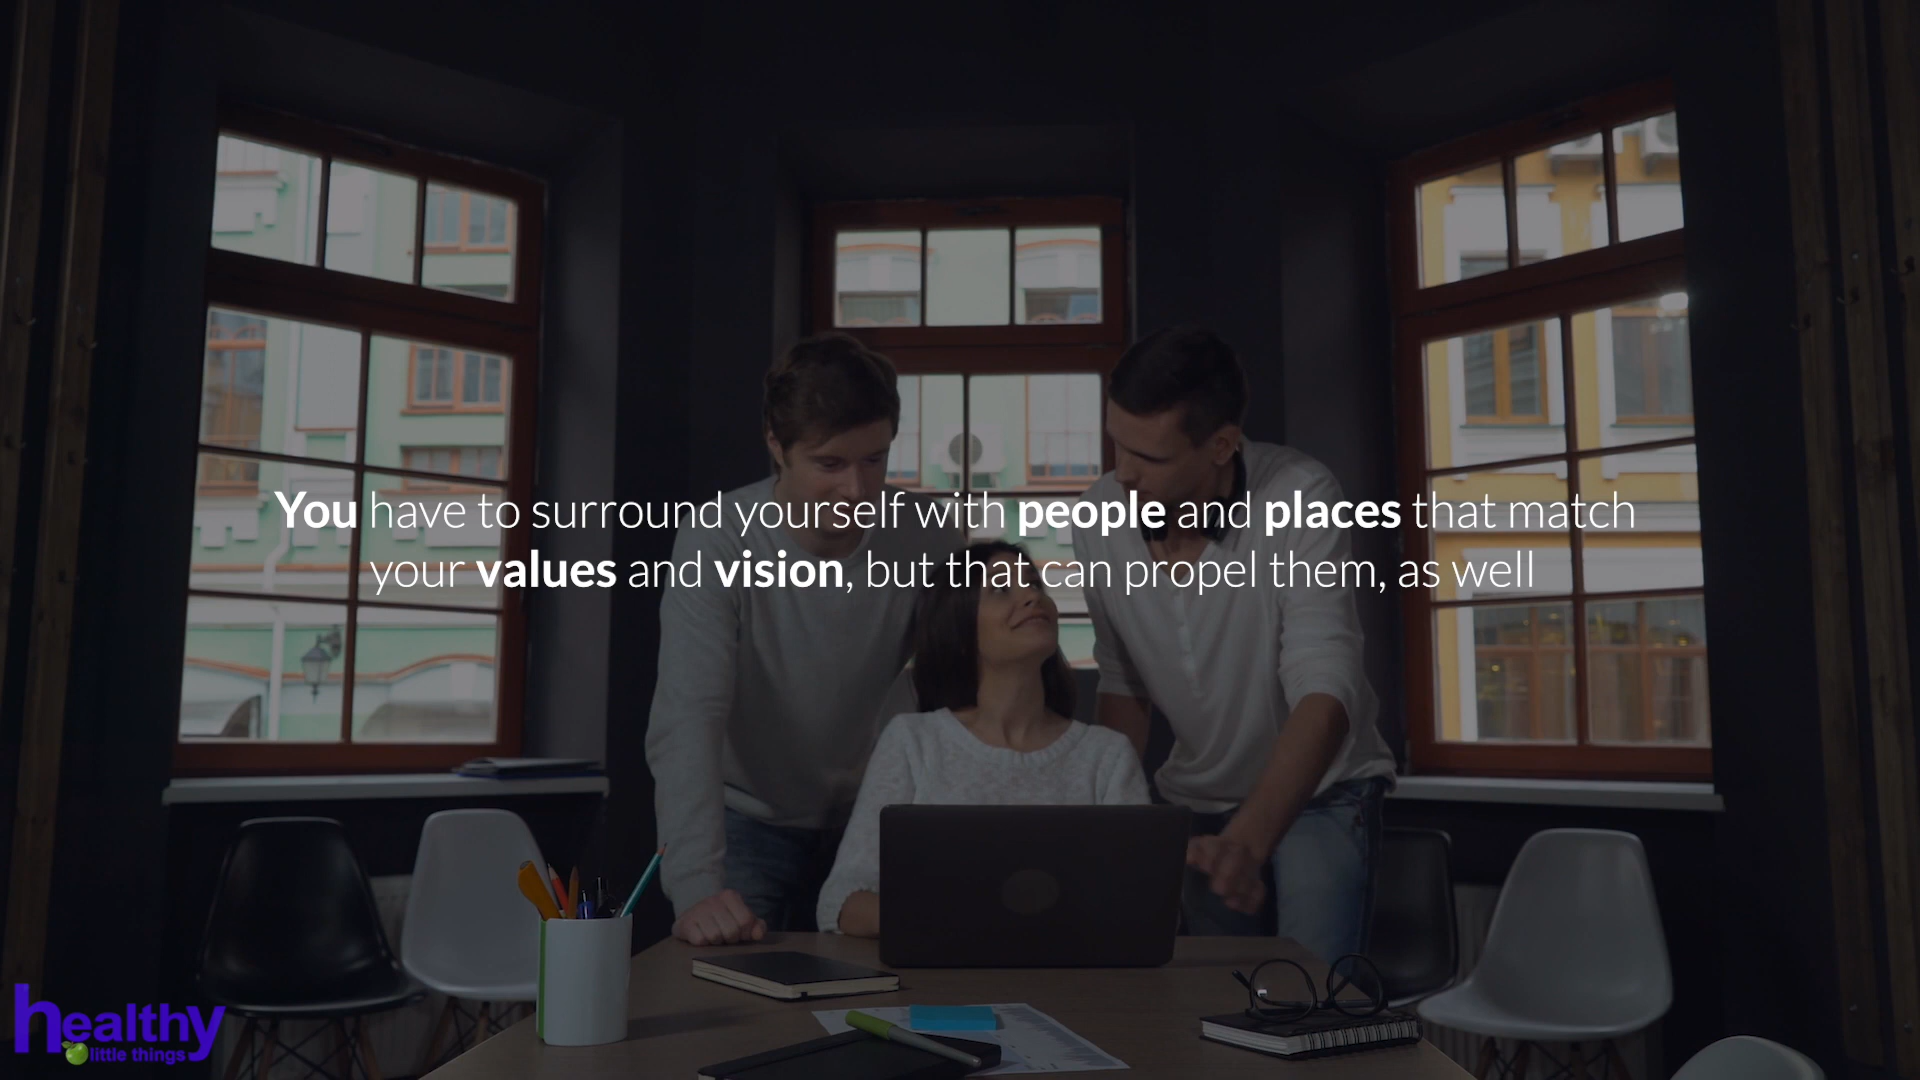 You have to surround yourself with people and places that match
your values and vision, but that can propel them, as well
healthy
little things